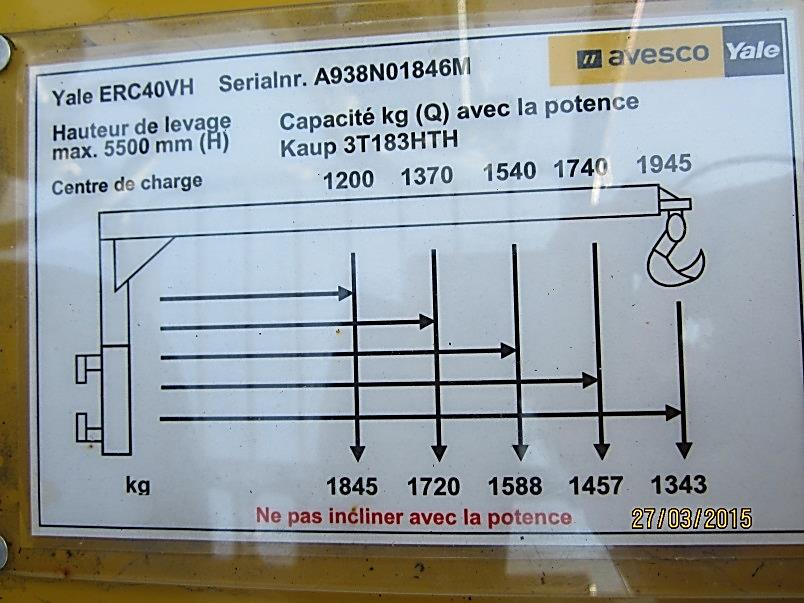 avesco Yale
Yale ERC40VH Serialnr. A938N01846M
Hauteur de levage
max. 5500 mm (H)
Capacité kg (Q) avec la potence
Kaup 3T183HTH
Centre de charge 1200 1370 1540 1740 1945
kg 1845 1720 1588 1457 1343
Ne pas incliner avec la potence
27/03/2015